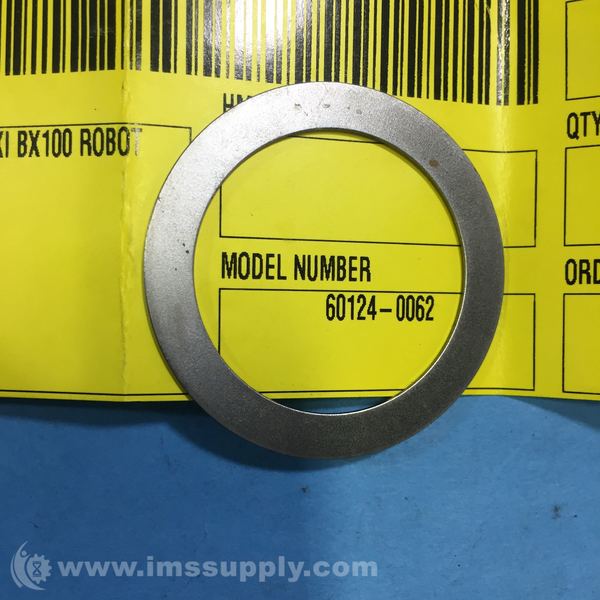 KI BX100 ROBOT
QTY
MODEL NUMBER
60124-0062
ORD
www.imssupply.com